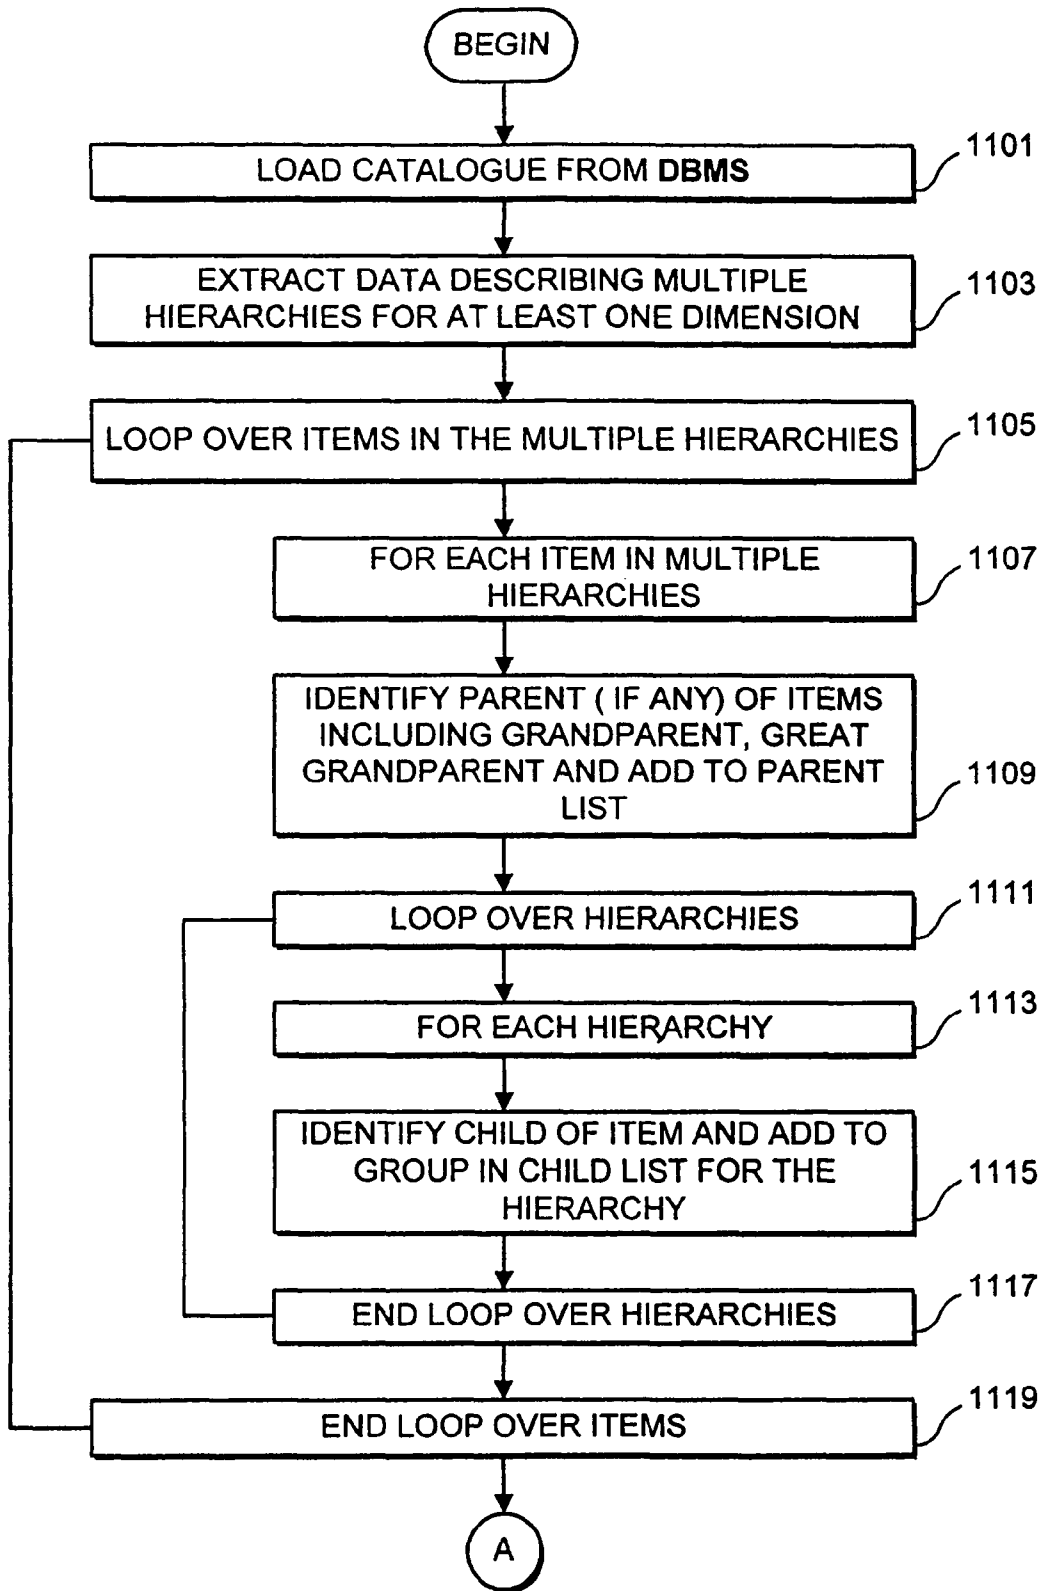 BEGIN
LOAD CATALOGUE FROM DBMS
1101
EXTRACT DATA DESCRIBING MULTIPLE
HIERARCHIES FOR AT LEAST ONE DIMENSION
1103
LOOP OVER ITEMS IN THE MULTIPLE HIERARCHIES
1105
FOR EACH ITEM IN MULTIPLE
HIERARCHIES
1107
IDENTIFY PARENT ( IF ANY) OF ITEMS
INCLUDING GRANDPARENT, GREAT
GRANDPARENT AND ADD TO PARENT
LIST
1109
LOOP OVER HIERARCHIES
1111
FOR EACH HIERARCHY
1113
IDENTIFY CHILD OF ITEM AND ADD TO
GROUP IN CHILD LIST FOR THE
HIERARCHY
1115
END LOOP OVER HIERARCHIES
1117
END LOOP OVER ITEMS
1119
A